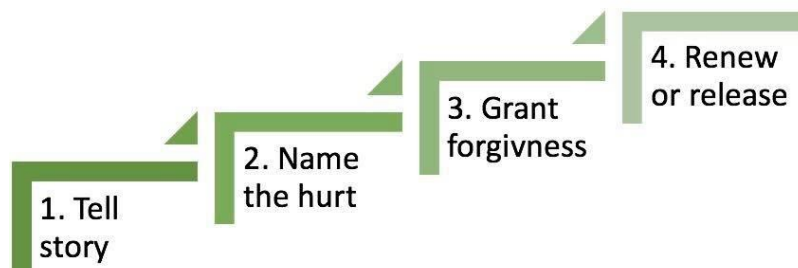 1. Tell
story
2. Name
the hurt
3. Grant
forgivness
4. Renew
or release